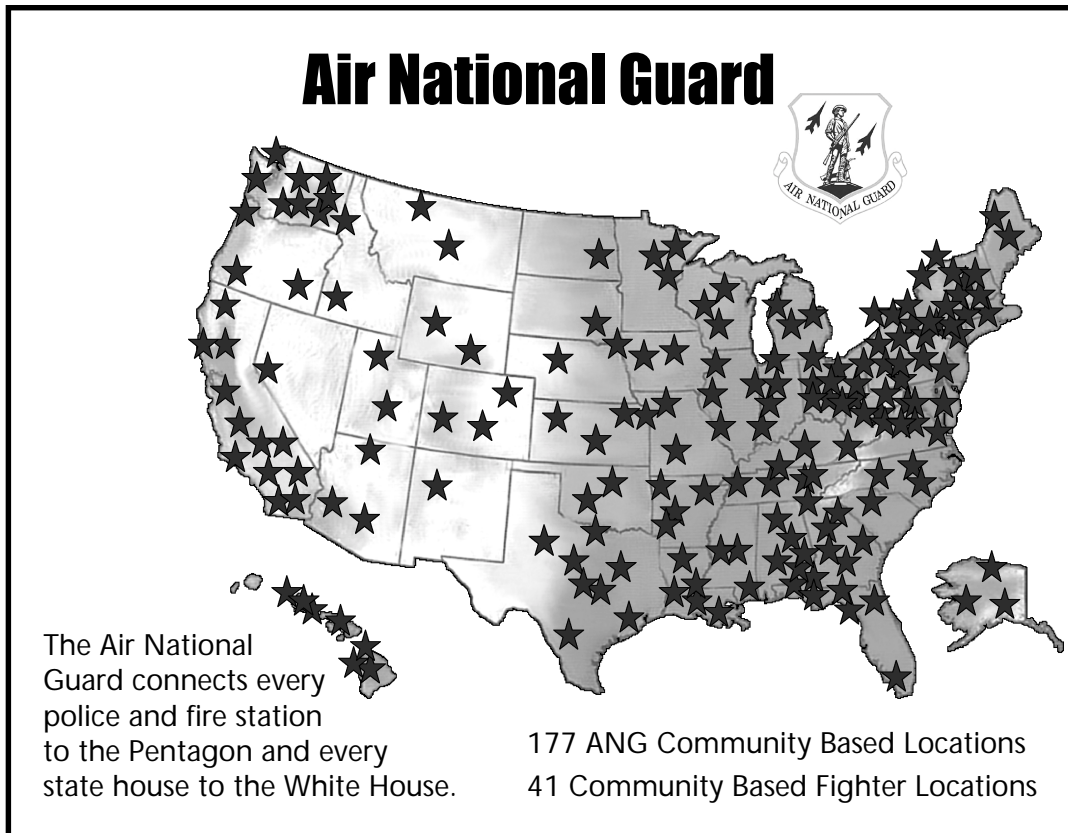 Air National Guard
AIR NATIONAL GUARD
The Air National
Guard connects every
police and fire station
to the Pentagon and every
state house to the White House.
177 ANG Community Based Locations
41 Community Based Fighter Locations